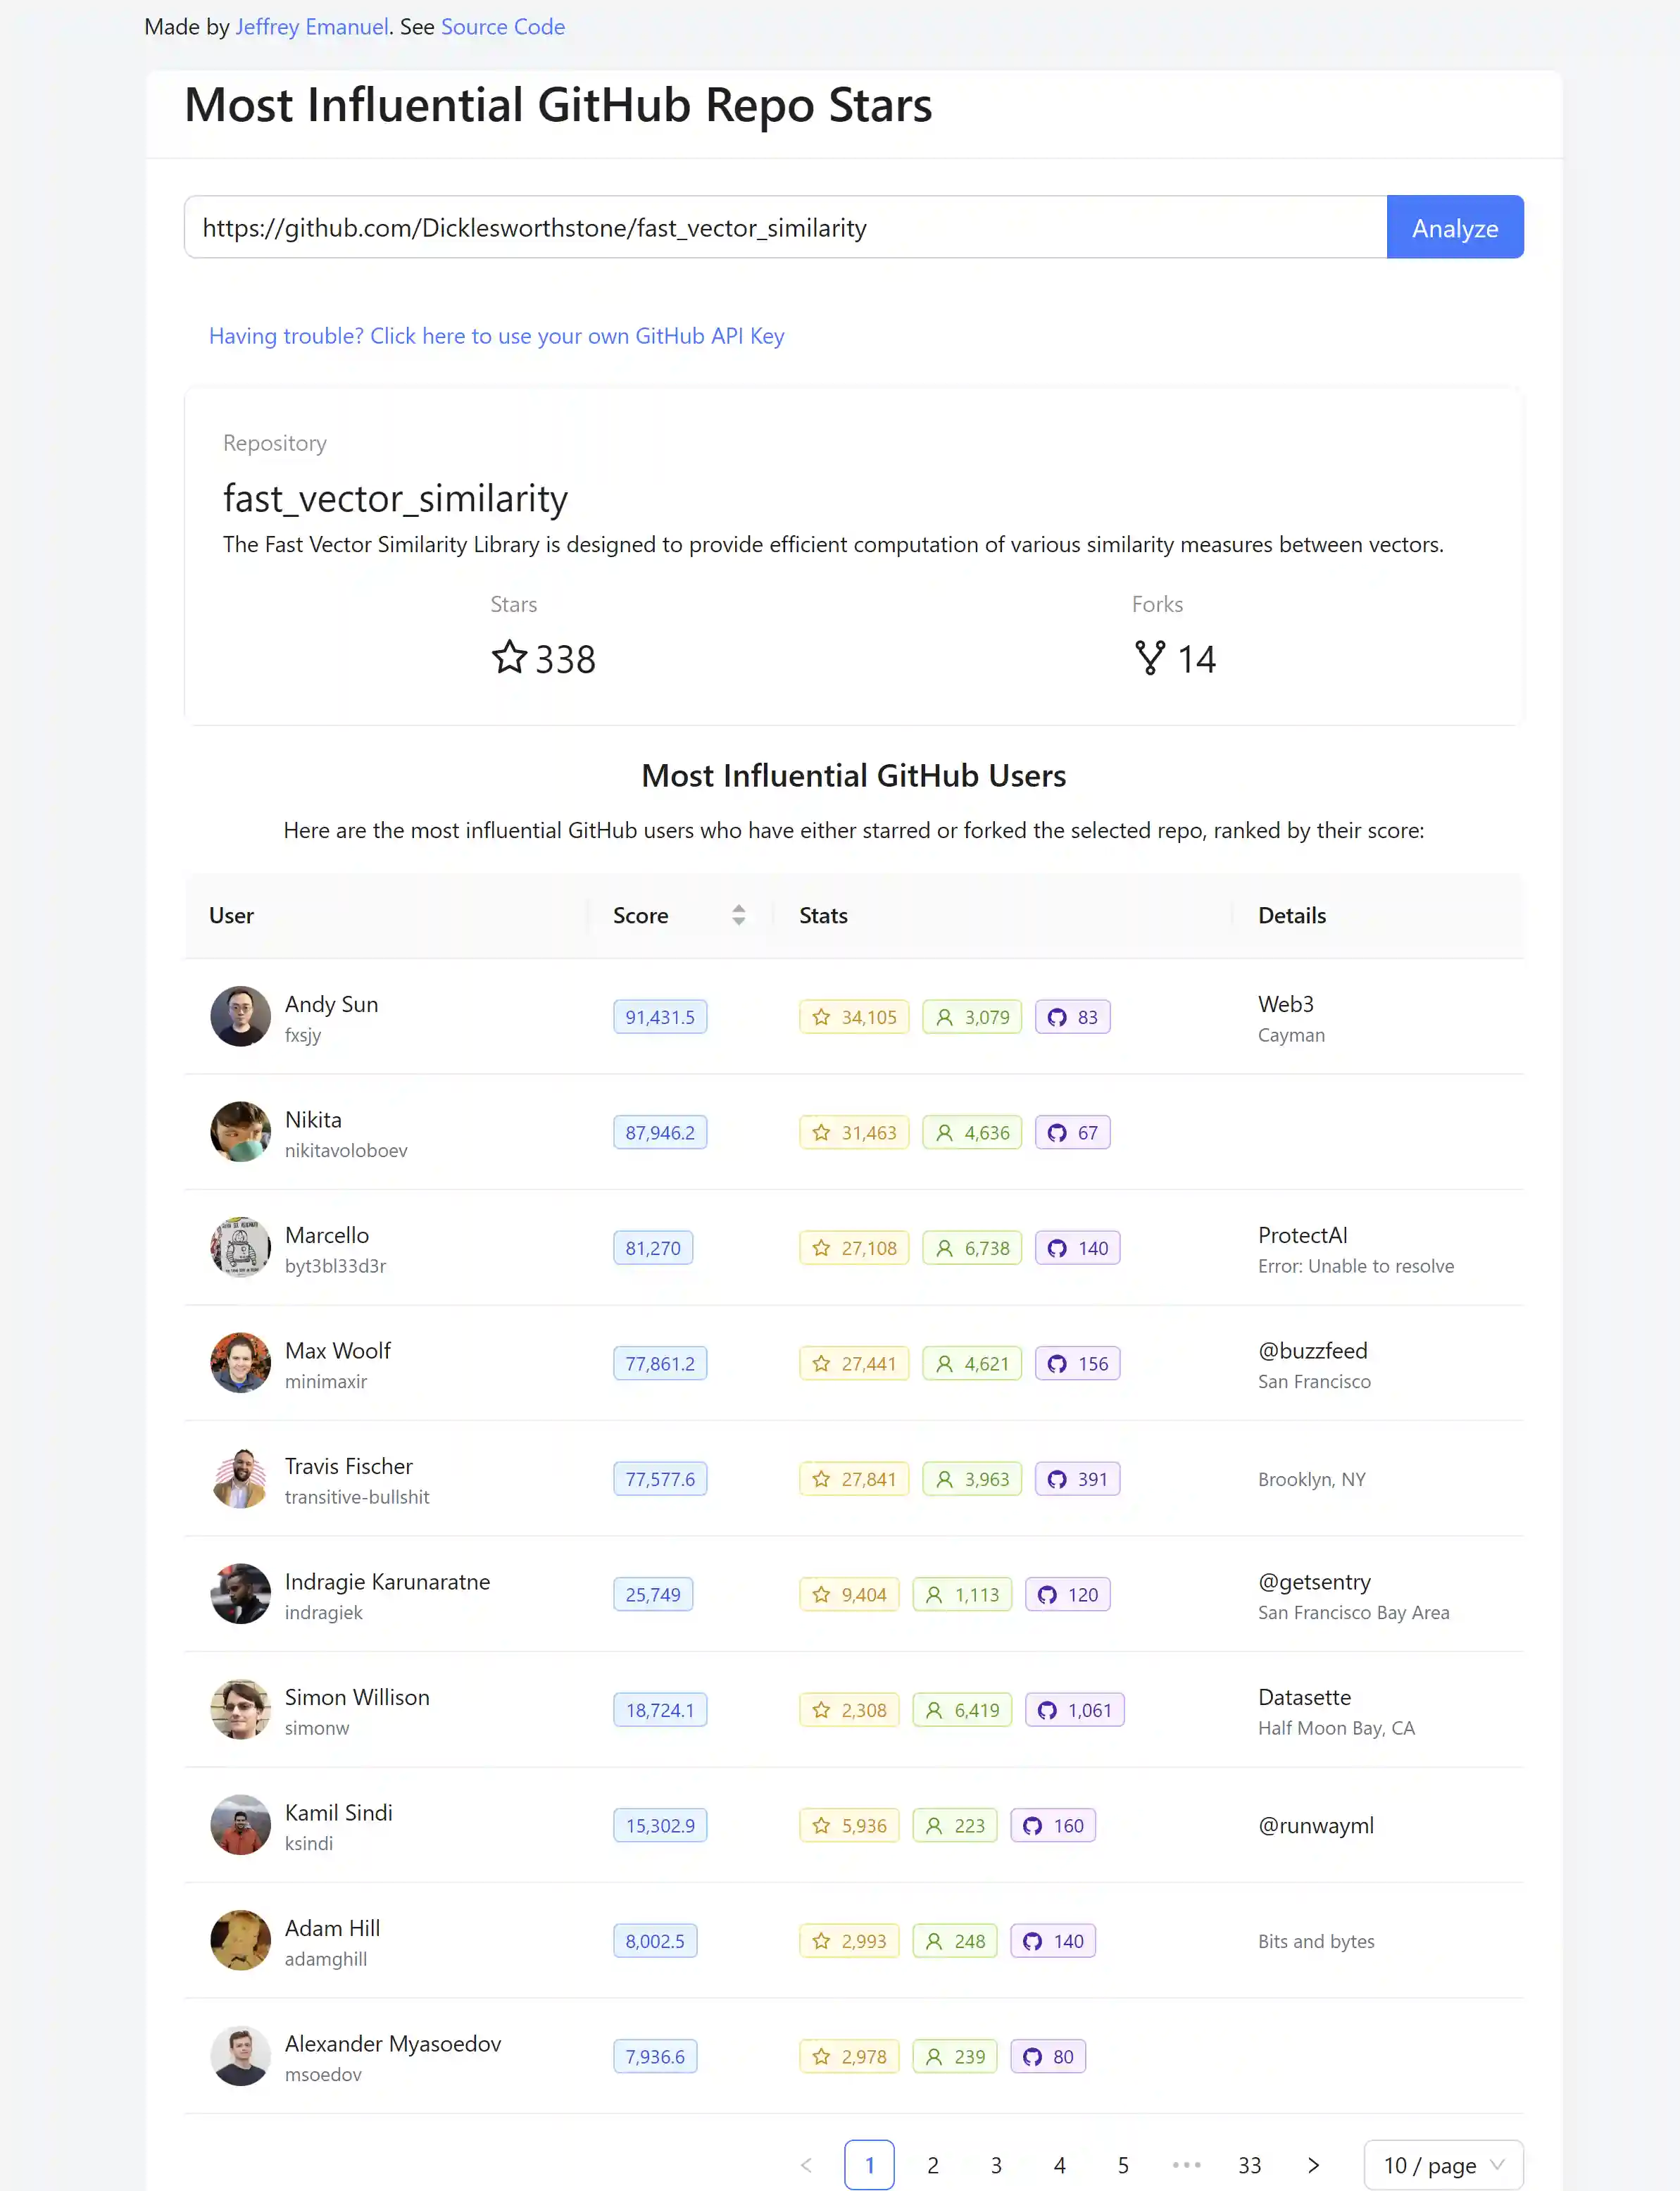 Made by Jeffrey Emanuel. See Source Code
Most Influential GitHub Repo Stars
https://github.com/Dicklesworthstone/fast_vector_similarity
Analyze
Having trouble? Click here to use your own GitHub API Key
Repository
fast_vector_similarity
The Fast Vector Similarity Library is designed to provide efficient computation of various similarity measures between vectors.
Stars Forks
338 14
Most Influential GitHub Users
Here are the most influential GitHub users who have either starred or forked the selected repo, ranked by their score:
User Score Stats Details
Andy Sun
fxsjy
91,431.5 34,105 3,079 83
Web3
Cayman
Nikita
nikitavoloboev
87,946.2 31,463 4,636 67
Marcello
byt3bl33d3r
81,270 27,108 6,738 140
ProtectAI
Error: Unable to resolve
Max Woolf
minimaxir
77,861.2 27,441 4,621 156
@buzzfeed
San Francisco
Travis Fischer
transitive-bullshit
77,577.6 27,841 3,963 391
Brooklyn, NY
Indragie Karunaratne
indragiek
25,749 9,404 1,113 120
@getsentry
San Francisco Bay Area
Simon Willison
simonw
18,724.1 2,308 6,419 1,061
Datasette
Half Moon Bay, CA
Kamil Sindi
ksindi
15,302.9 5,936 223 160
@runwayml
Adam Hill
adamghill
8,002.5 2,993 248 140
Bits and bytes
Alexander Myasoedov
msoedov
7,936.6 2,978 239 80
< 1 2 3 4 5 ••• 33 > 10 / page